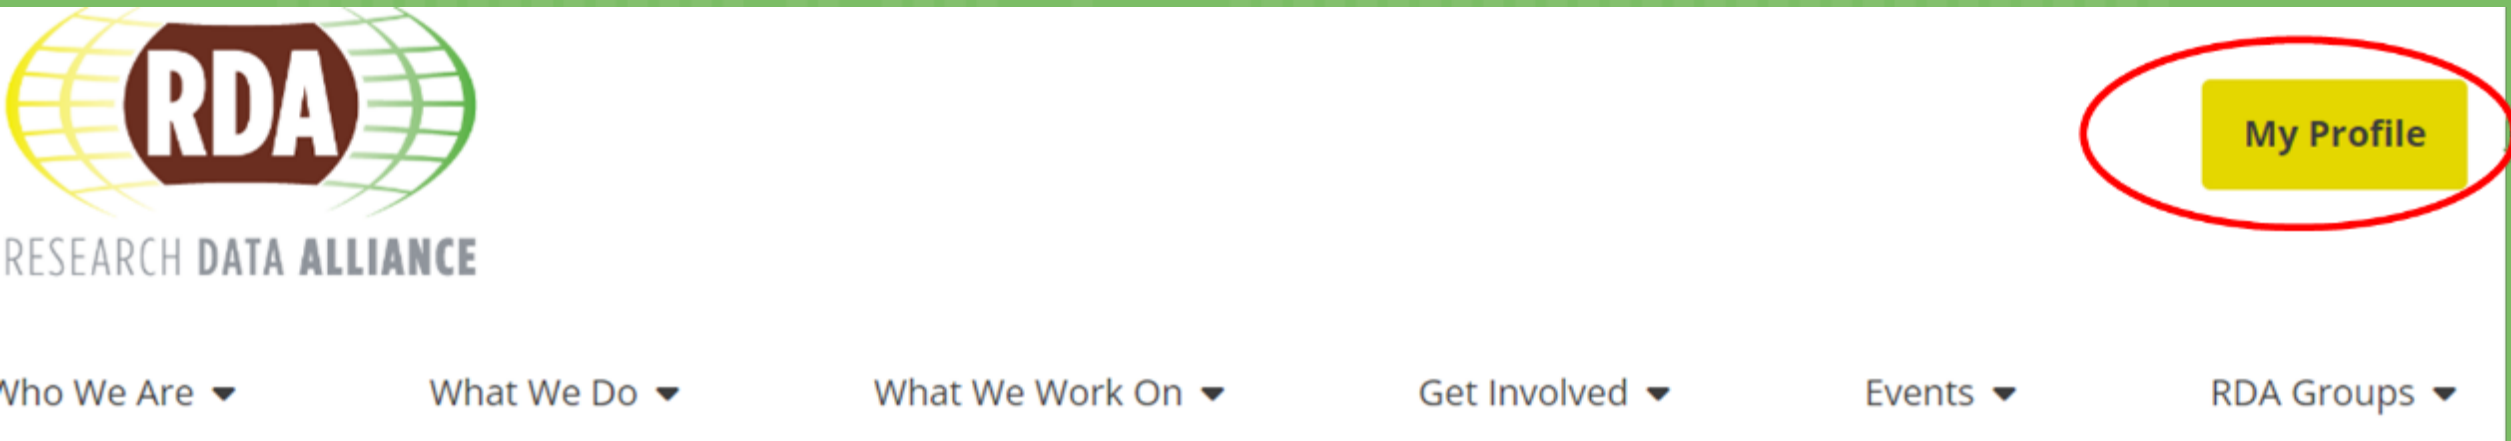 RDA
My Profile
RESEARCH DATA ALLIANCE
Who We Are What We Do What We Work On Get Involved Events RDA Groups